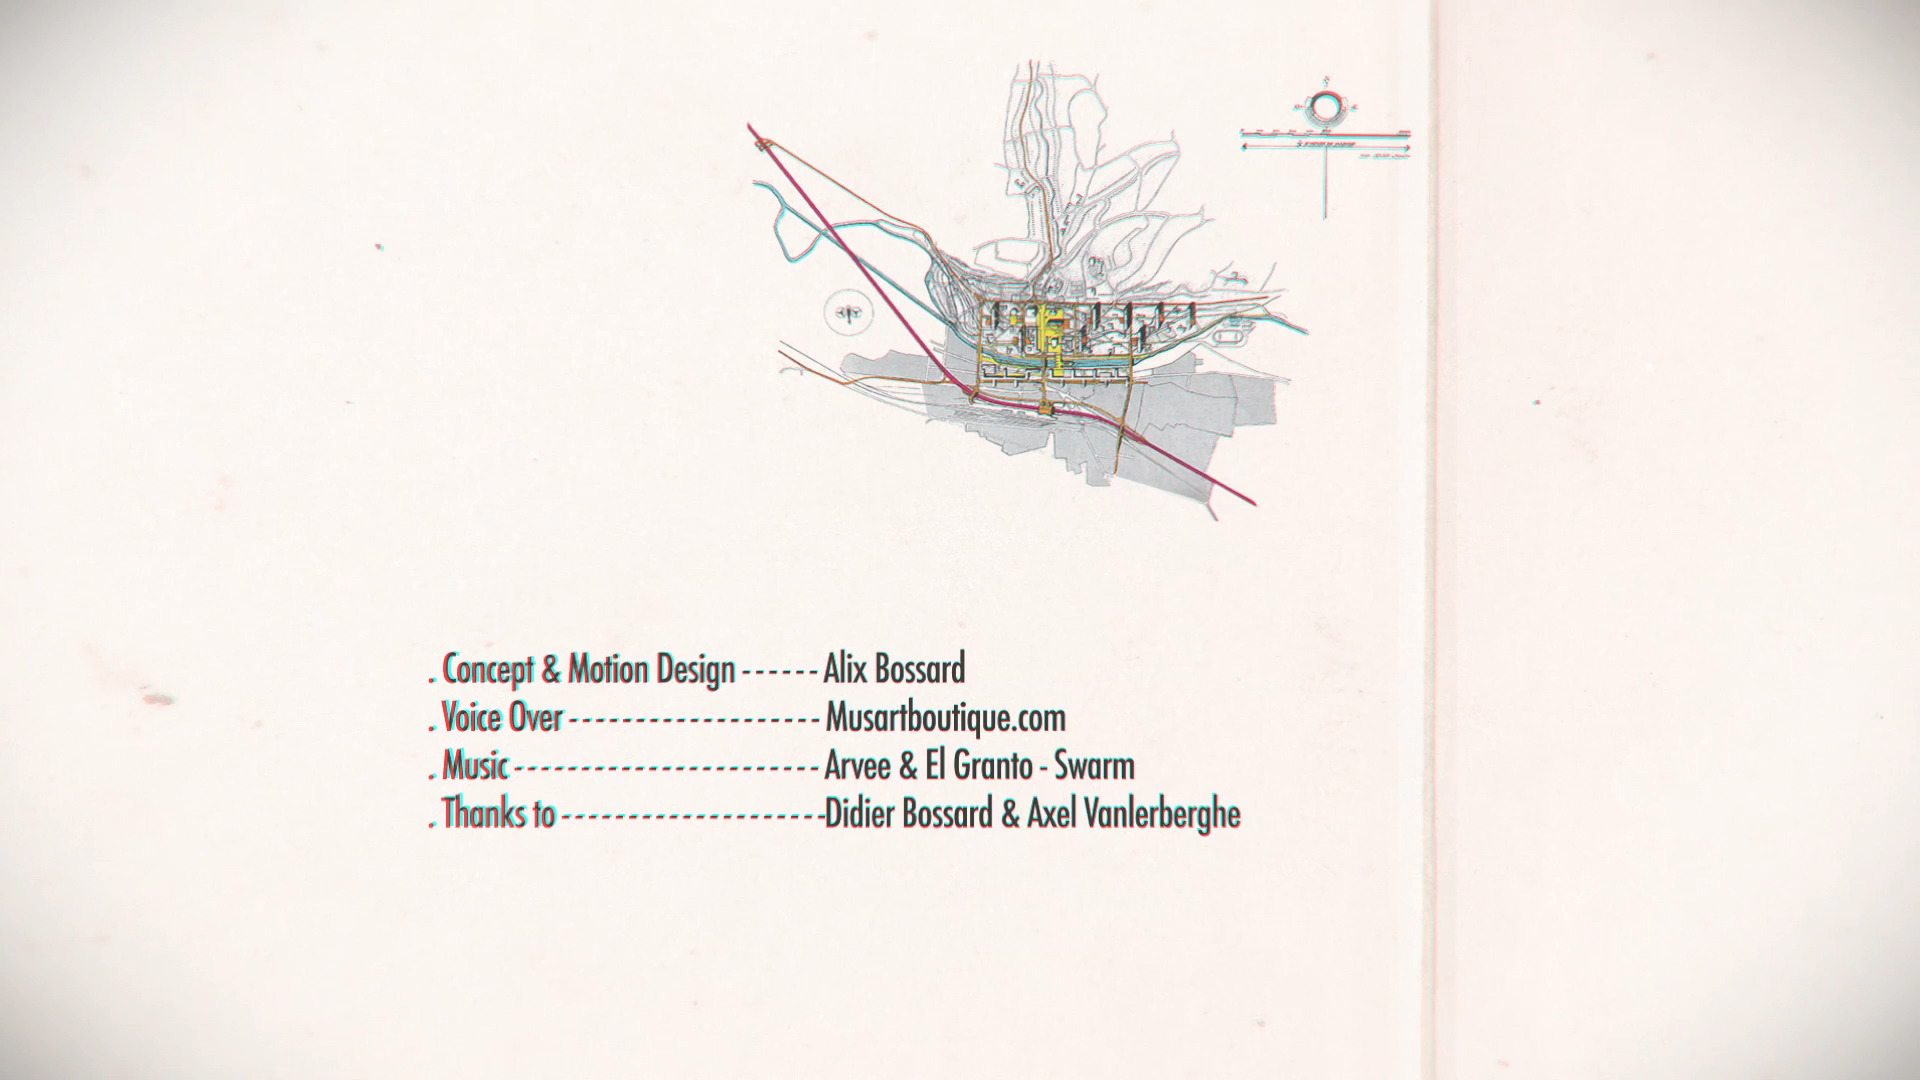 . Concept & Motion Design ------ Alix Bossard
. Voice Over ------------------- Musartboutique.com
. Music ----------------------- Arvee & El Granto - Swarm
. Thanks to --------------------Didier Bossard & Axel Vanlerberghe